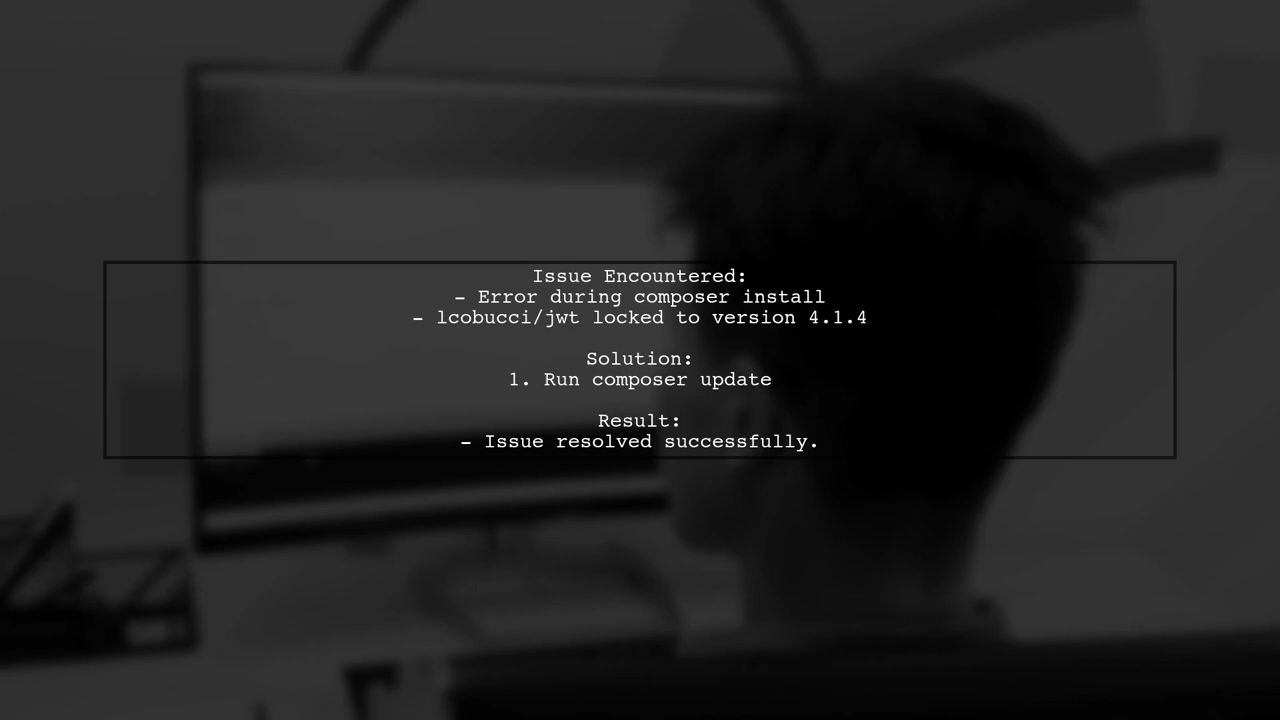 Issue Encountered:
- Error during composer install
- lcobucci/jwt locked to version 4.1.4
Solution:
1. Run composer update
Result:
- Issue resolved successfully.